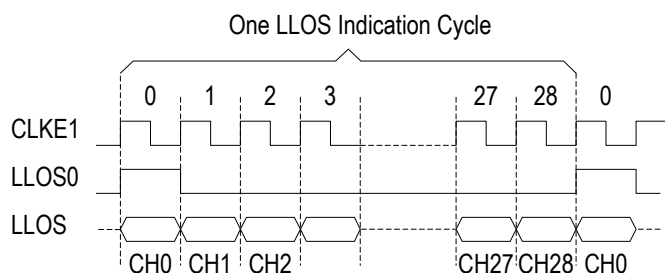 One LLOS Indication Cycle
0 1 2 3 27 28 0
CLKE1
LLOS0
LLOS
CH0 CH1 CH2 CH27 CH28 CH0